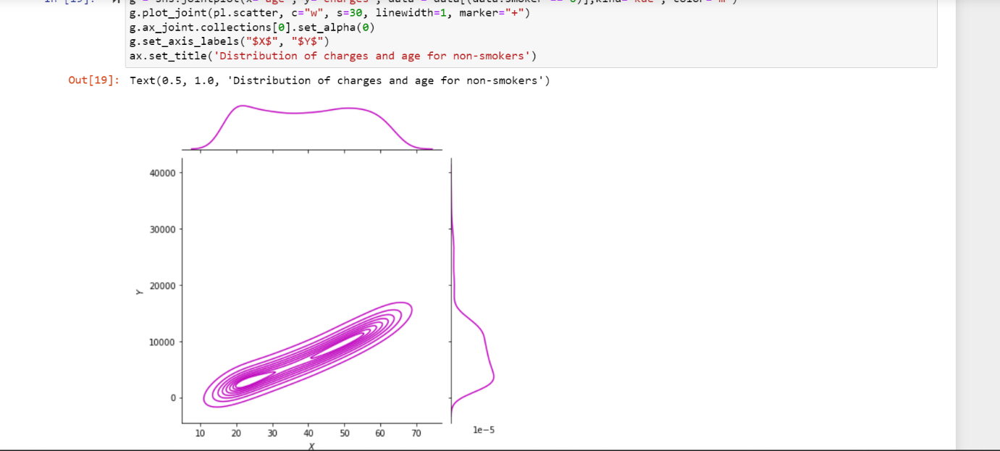 g.plot_joint(pl.scatter, c="w", s=30, linewidth=1, marker="+")
g.ax_joint.collections[0].set_alpha(0)
g.set_axis_labels("$X$", "$Y$")
ax.set_title('Distribution of charges and age for non-smokers')
Out[19]: Text(0.5, 1.0, 'Distribution of charges and age for non-smokers')
40000
30000
20000
Y
10000
0
10 20 30 40 50 60 70
1e−5
X